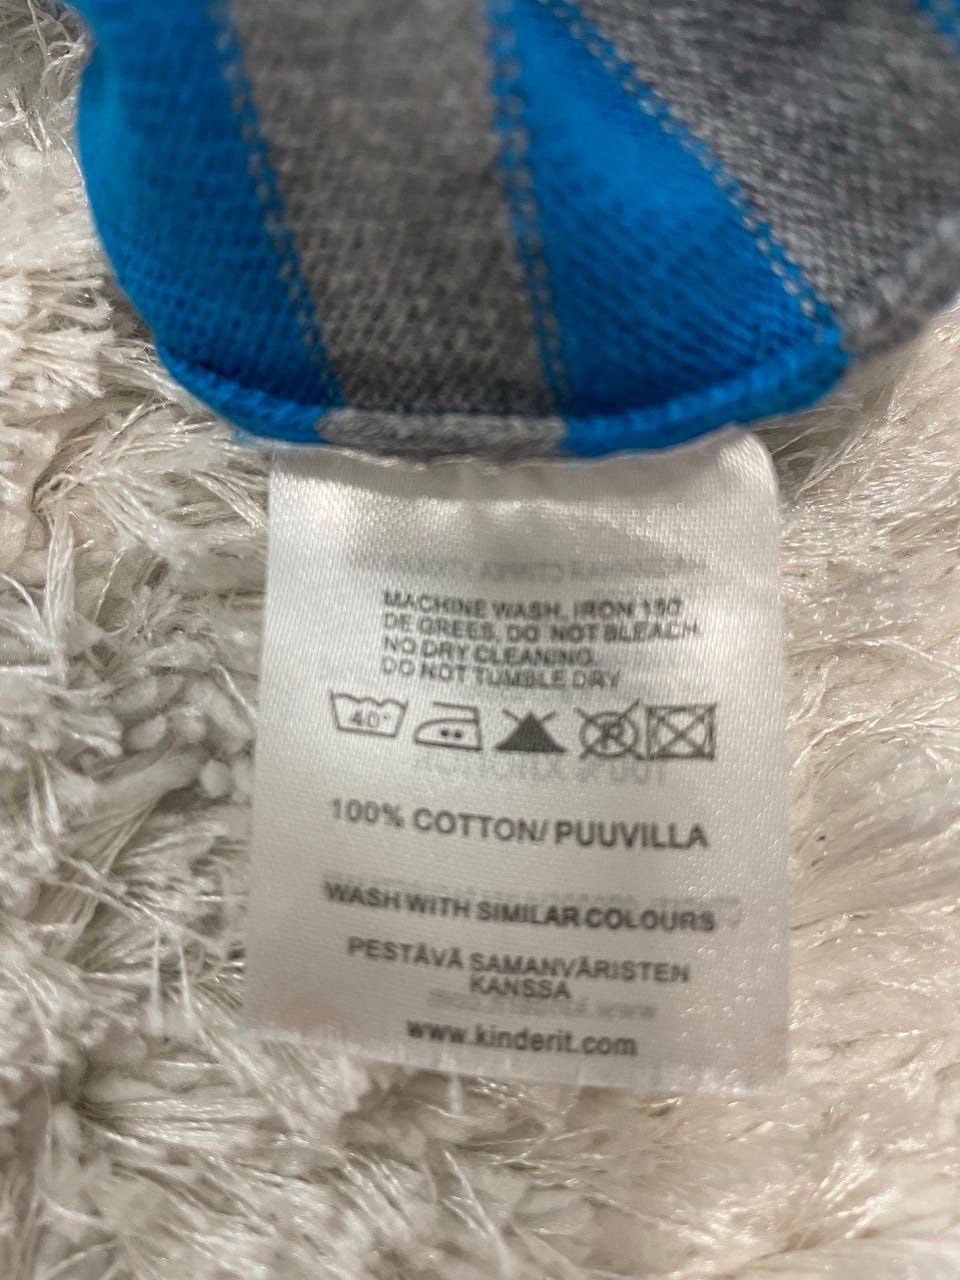 MACHINE WASH, IRON 150
DE GREES, DO NOT BLEACH
NO DRY CLEANING
DO NOT TUMBLE DRY
40°
100% COTTON/ PUUVILLA
WASH WITH SIMILAR COLOURS
PESTÄVÄ SAMANVÄRISTEN
KANSSA
www.kinderit.com